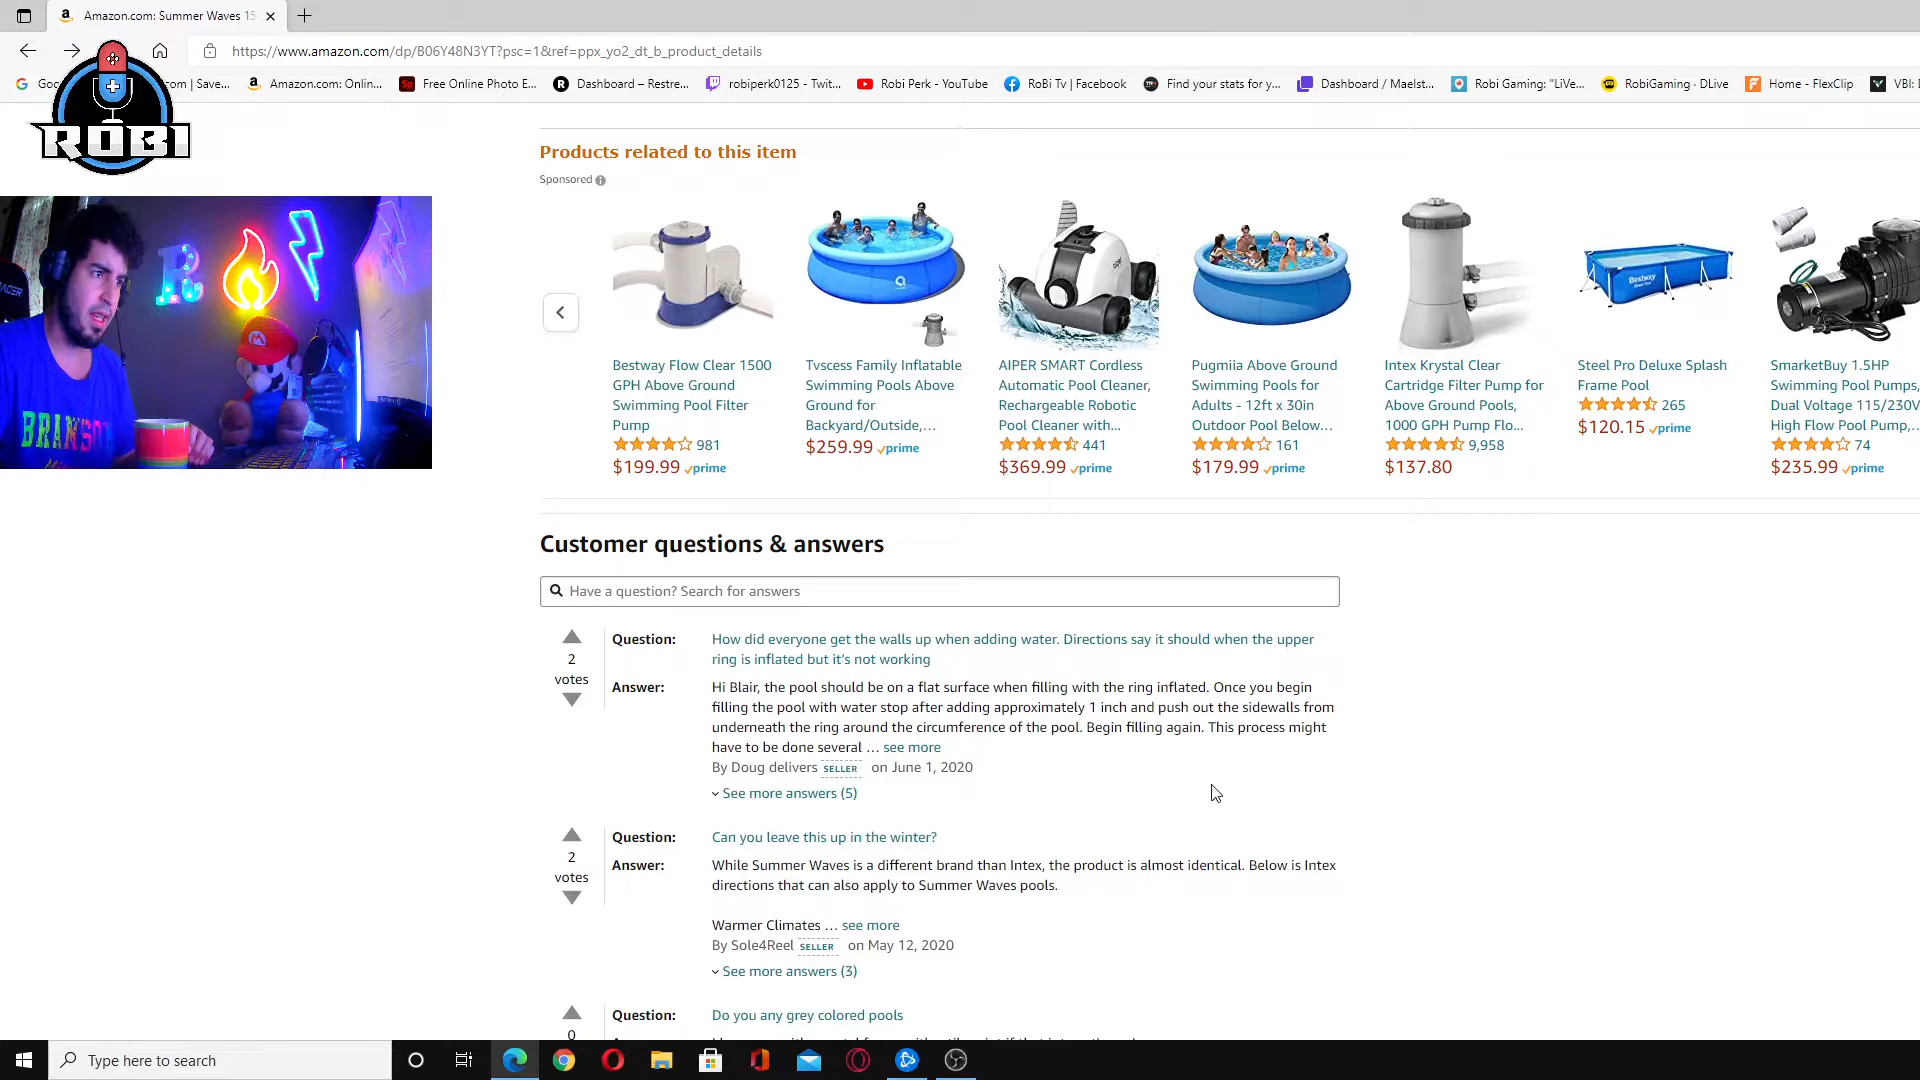 Amazon.com: Summer Waves 15
https://www.amazon.com/dp/B06Y48N3YT?psc=1&ref=ppx_yo2_dt_b_product_details
Goo
com | Save...
Amazon.com: Onlin...
Free Online Photo E...
Dashboard – Restre...
robiperk0125 - Twit...
Robi Perk - YouTube
RoBi Tv | Facebook
Find your stats for y...
Dashboard / Maelst...
Robi Gaming: "LiVe...
RobiGaming · DLive
Home - FlexClip
VBI: D
ROBI
R
BRANSO
Products related to this item
Sponsored
Bestway Flow Clear 1500
GPH Above Ground
Swimming Pool Filter
Pump
981
$199.99 prime
Tvscess Family Inflatable
Swimming Pools Above
Ground for
Backyard/Outside,...
$259.99 prime
AIPER SMART Cordless
Automatic Pool Cleaner,
Rechargeable Robotic
Pool Cleaner with...
441
$369.99 prime
Pugmiia Above Ground
Swimming Pools for
Adults - 12ft x 30in
Outdoor Pool Below...
161
$179.99 prime
Intex Krystal Clear
Cartridge Filter Pump for
Above Ground Pools,
1000 GPH Pump Flo...
9,958
$137.80
Bestway
Steel Pro Deluxe Splash
Frame Pool
265
$120.15 prime
SmarketBuy 1.5HP
Swimming Pool Pumps,
Dual Voltage 115/230V
High Flow Pool Pump,...
74
$235.99 prime
Customer questions & answers
Have a question? Search for answers
2
votes
Question: How did everyone get the walls up when adding water. Directions say it should when the upper
ring is inflated but it's not working
Answer: Hi Blair, the pool should be on a flat surface when filling with the ring inflated. Once you begin
filling the pool with water stop after adding approximately 1 inch and push out the sidewalls from
underneath the ring around the circumference of the pool. Begin filling again. This process might
have to be done several ... see more
By Doug delivers SELLER on June 1, 2020
See more answers (5)
2
votes
Question: Can you leave this up in the winter?
Answer: While Summer Waves is a different brand than Intex, the product is almost identical. Below is Intex
directions that can also apply to Summer Waves pools.
Warmer Climates ... see more
By Sole4Reel SELLER on May 12, 2020
See more answers (3)
0
Question: Do you any grey colored pools
Type here to search